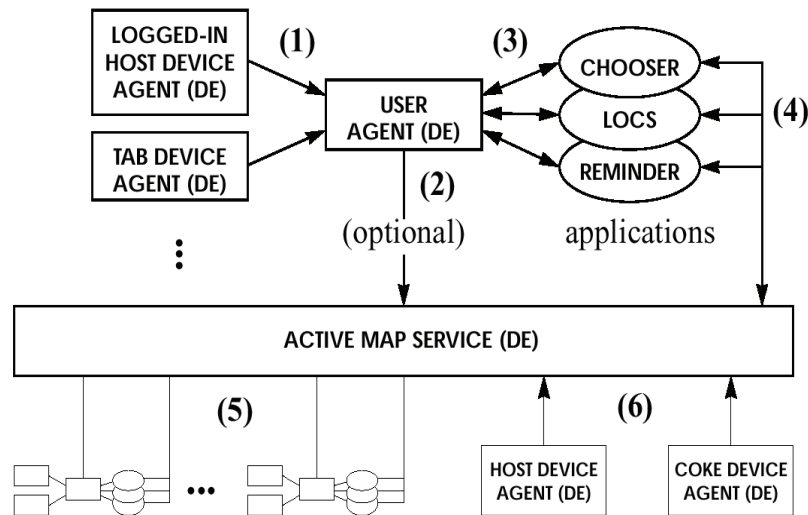 LOGGED-IN
HOST DEVICE
AGENT (DE)
(1)
(3)
CHOOSER
USER
AGENT (DE)
LOCS
(4)
TAB DEVICE
AGENT (DE)
REMINDER
(2)
(optional)
applications
ACTIVE MAP SERVICE (DE)
(5)
(6)
HOST DEVICE
AGENT (DE)
COKE DEVICE
AGENT (DE)